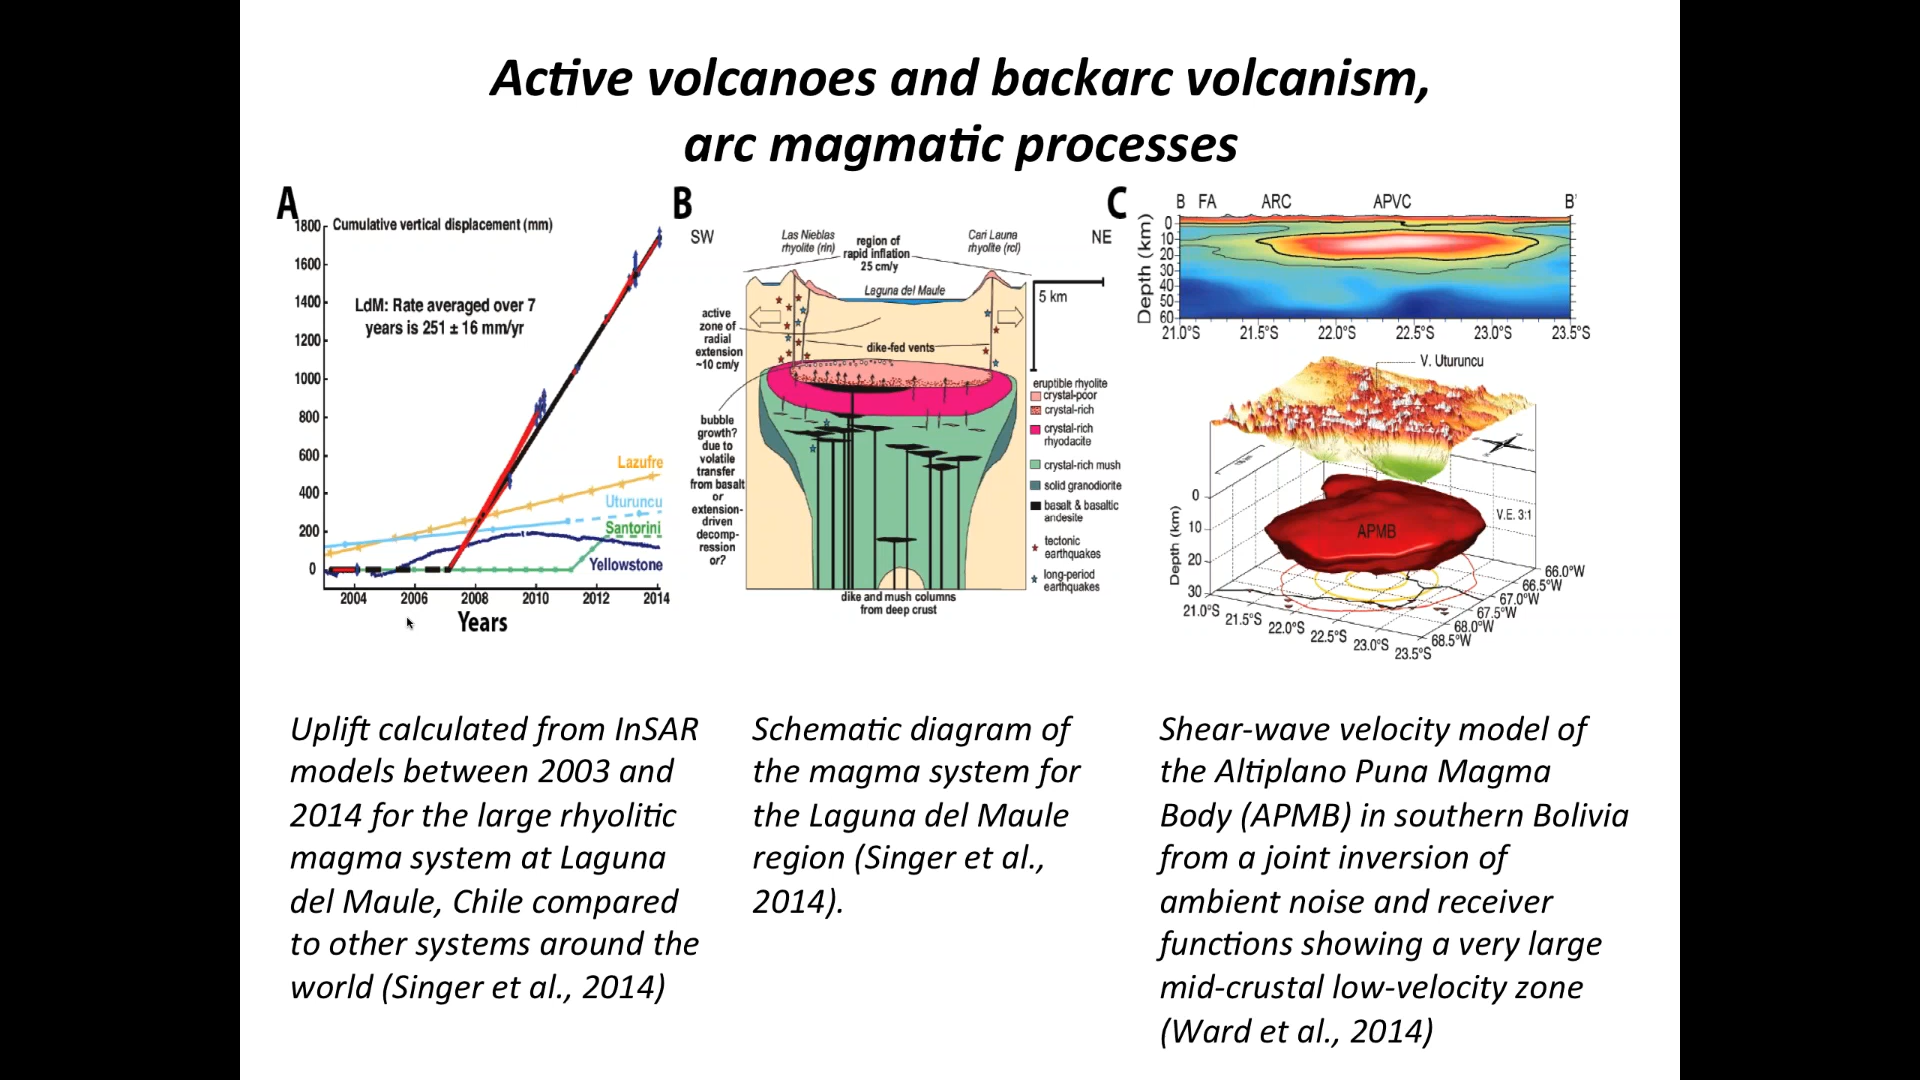 Active volcanoes and backarc volcanism,
arc magmatic processes
A
1800
Cumulative vertical displacement (mm)
1600
1400
1200
1000
800
600
400
200
0
LdM: Rate averaged over 7
years is 251 ± 16 mm/yr
Lazufre
Uturuncu
Santorini
Yellowstone
2004 2006 2008 2010 2012 2014
Years
B
SW
NE
Las Nieblas
rhyolite (rln)
region of
rapid inflation
25 cm/y
Cari Launa
rhyolite (rcl)
Laguna del Maule
5 km
active
zone of
radial
extension
~10 cm/y
dike-fed vents
bubble
growth?
due to
volatile
transfer
from basalt
or
extension-
driven
decomp-
ression
or?
eruptible rhyolite
crystal-poor
crystal-rich
crystal-rich
rhyodacite
crystal-rich mush
solid granodiorite
basalt & basaltic
andesite
tectonic
earthquakes
long-period
earthquakes
dike and mush columns
from deep crust
C
B FA ARC APVC B'
Depth (km)
0
10
20
30
40
50
60
21.0°S 21.5°S 22.0°S 22.5°S 23.0°S 23.5°S
V. Uturuncu
Depth (km)
0
10
20
30
APMB
V.E. 3:1
66.0°W
66.5°W
67.0°W
67.5°W
68.0°W
68.5°W
21.0°S
21.5°S
22.0°S
22.5°S
23.0°S
23.5°S
Uplift calculated from InSAR
models between 2003 and
2014 for the large rhyolitic
magma system at Laguna
del Maule, Chile compared
to other systems around the
world (Singer et al., 2014)
Schematic diagram of
the magma system for
the Laguna del Maule
region (Singer et al.,
2014).
Shear-wave velocity model of
the Altiplano Puna Magma
Body (APMB) in southern Bolivia
from a joint inversion of
ambient noise and receiver
functions showing a very large
mid-crustal low-velocity zone
(Ward et al., 2014)